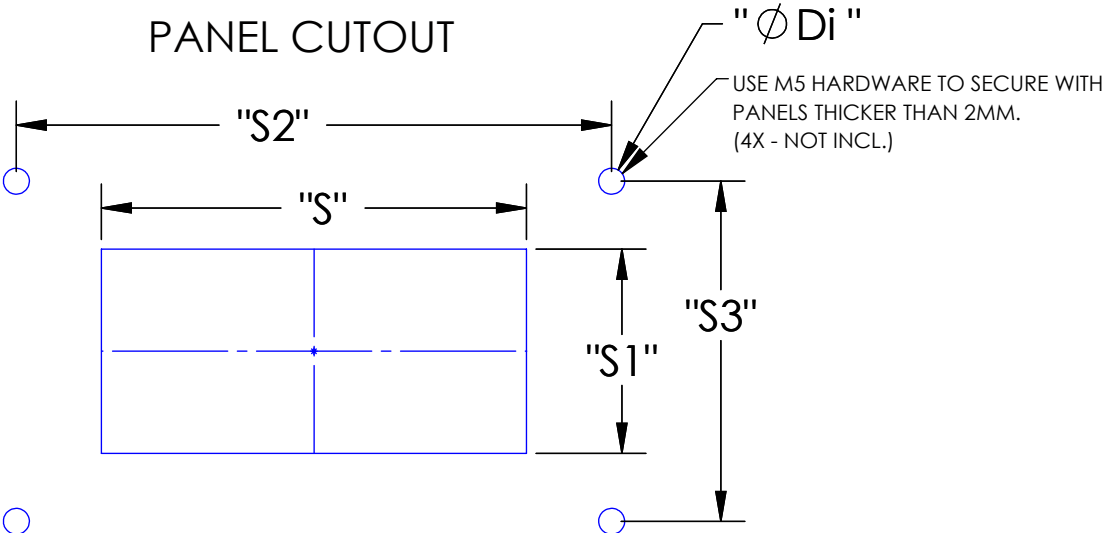 PANEL CUTOUT
"∅ Di"
USE M5 HARDWARE TO SECURE WITH
PANELS THICKER THAN 2MM.
(4X - NOT INCL.)
"S2"
"S"
"S3"
"S1"